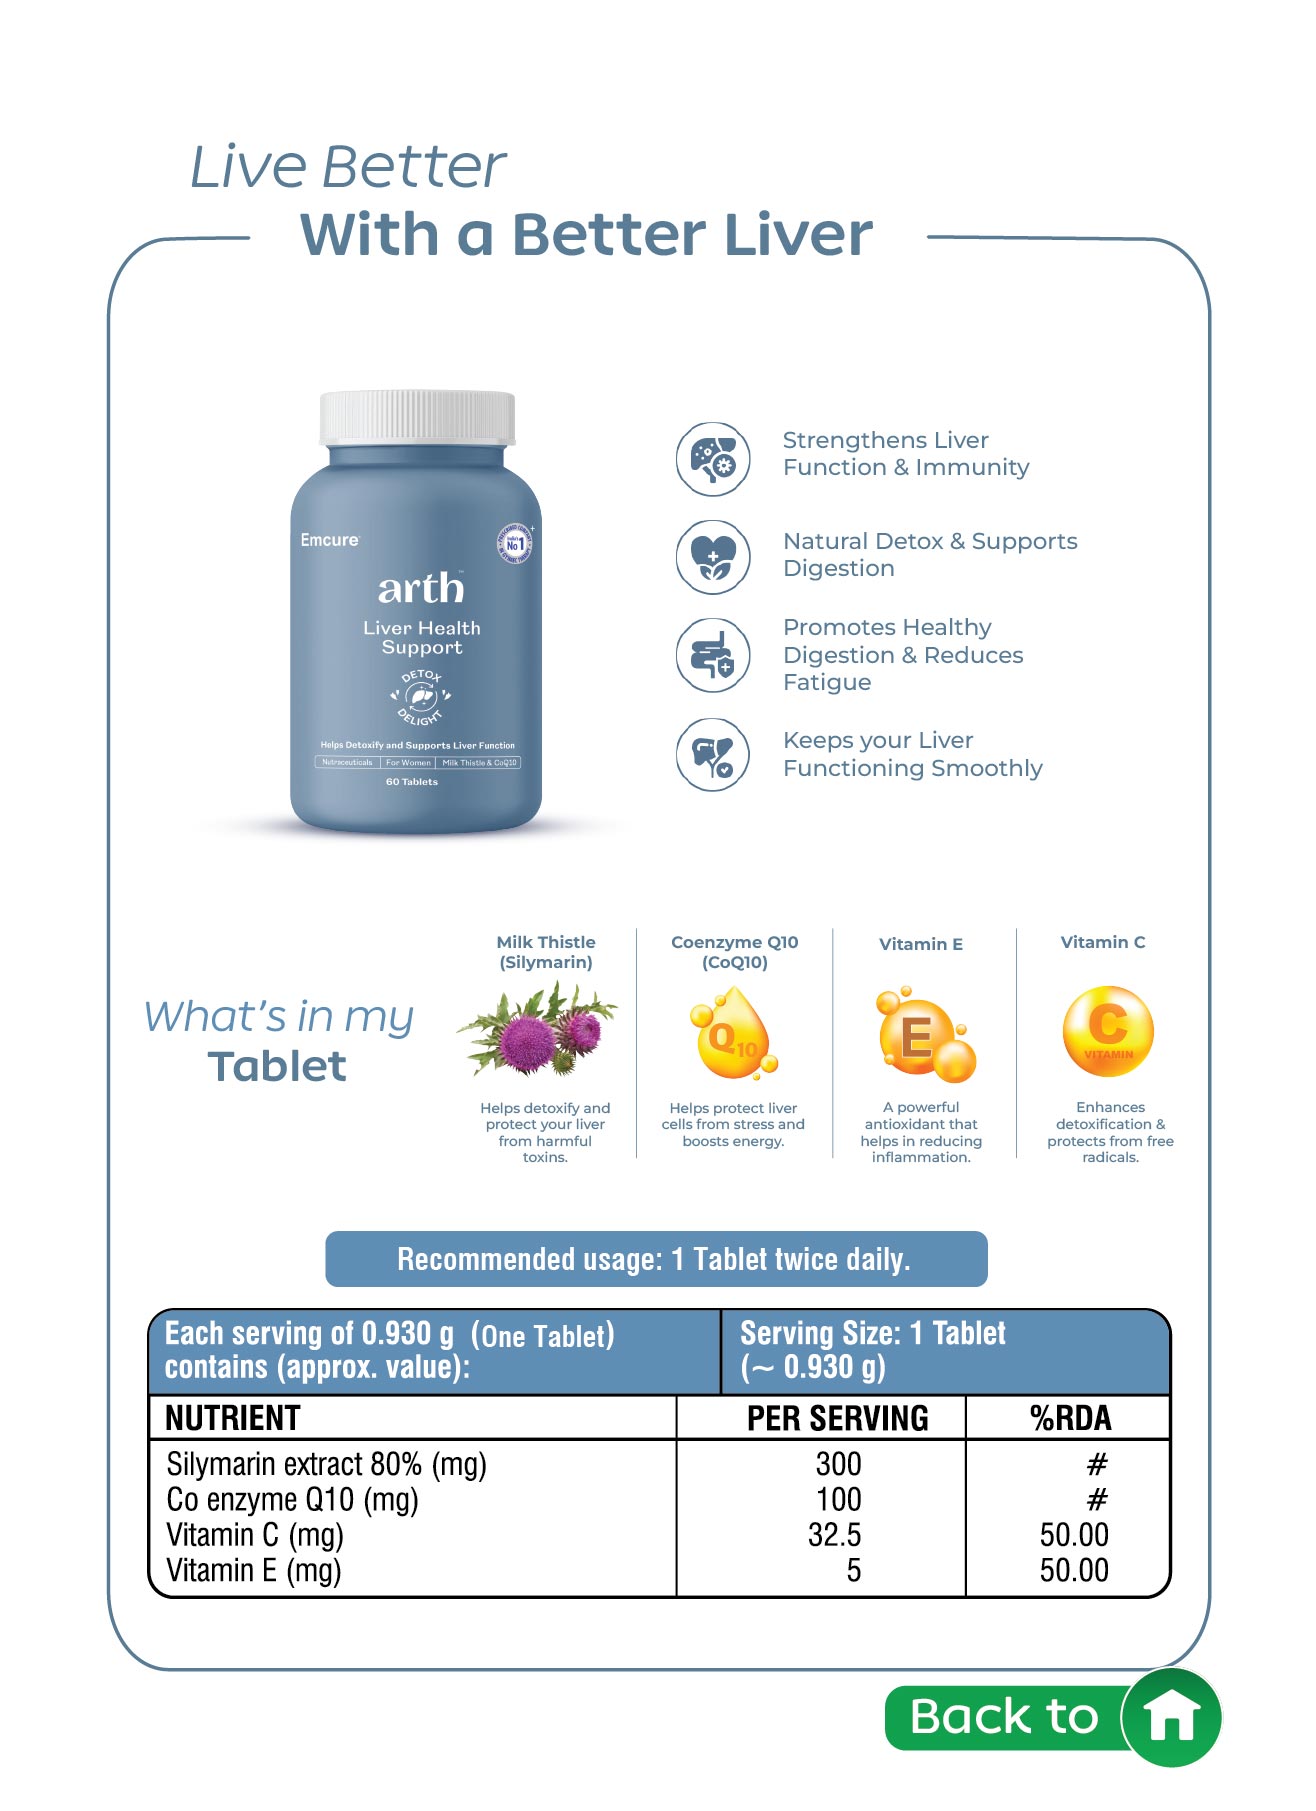 Live Better
With a Better Liver
Emcure
India's
No 1
arth™
Liver Health
Support
DETOX
DELIGHT
Helps Detoxify and Supports Liver Function
Nutraceuticals | For Women | Milk Thistle & CoQ10
60 Tablets
Strengthens Liver
Function & Immunity
Natural Detox & Supports
Digestion
Promotes Healthy
Digestion & Reduces
Fatigue
Keeps your Liver
Functioning Smoothly
What's in my
Tablet
Milk Thistle
(Silymarin)
Helps detoxify and
protect your liver
from harmful
toxins.
Coenzyme Q10
(CoQ10)
Q10
Helps protect liver
cells from stress and
boosts energy.
Vitamin E
E
A powerful
antioxidant that
helps in reducing
inflammation.
Vitamin C
C
VITAMIN
Enhances
detoxification &
protects from free
radicals.
Recommended usage: 1 Tablet twice daily.
Each serving of 0.930 g (One Tablet)
contains (approx. value):
Serving Size: 1 Tablet
(~ 0.930 g)
NUTRIENT PER SERVING %RDA
Silymarin extract 80% (mg) 300 #
Co enzyme Q10 (mg) 100 #
Vitamin C (mg) 32.5 50.00
Vitamin E (mg) 5 50.00
Back to